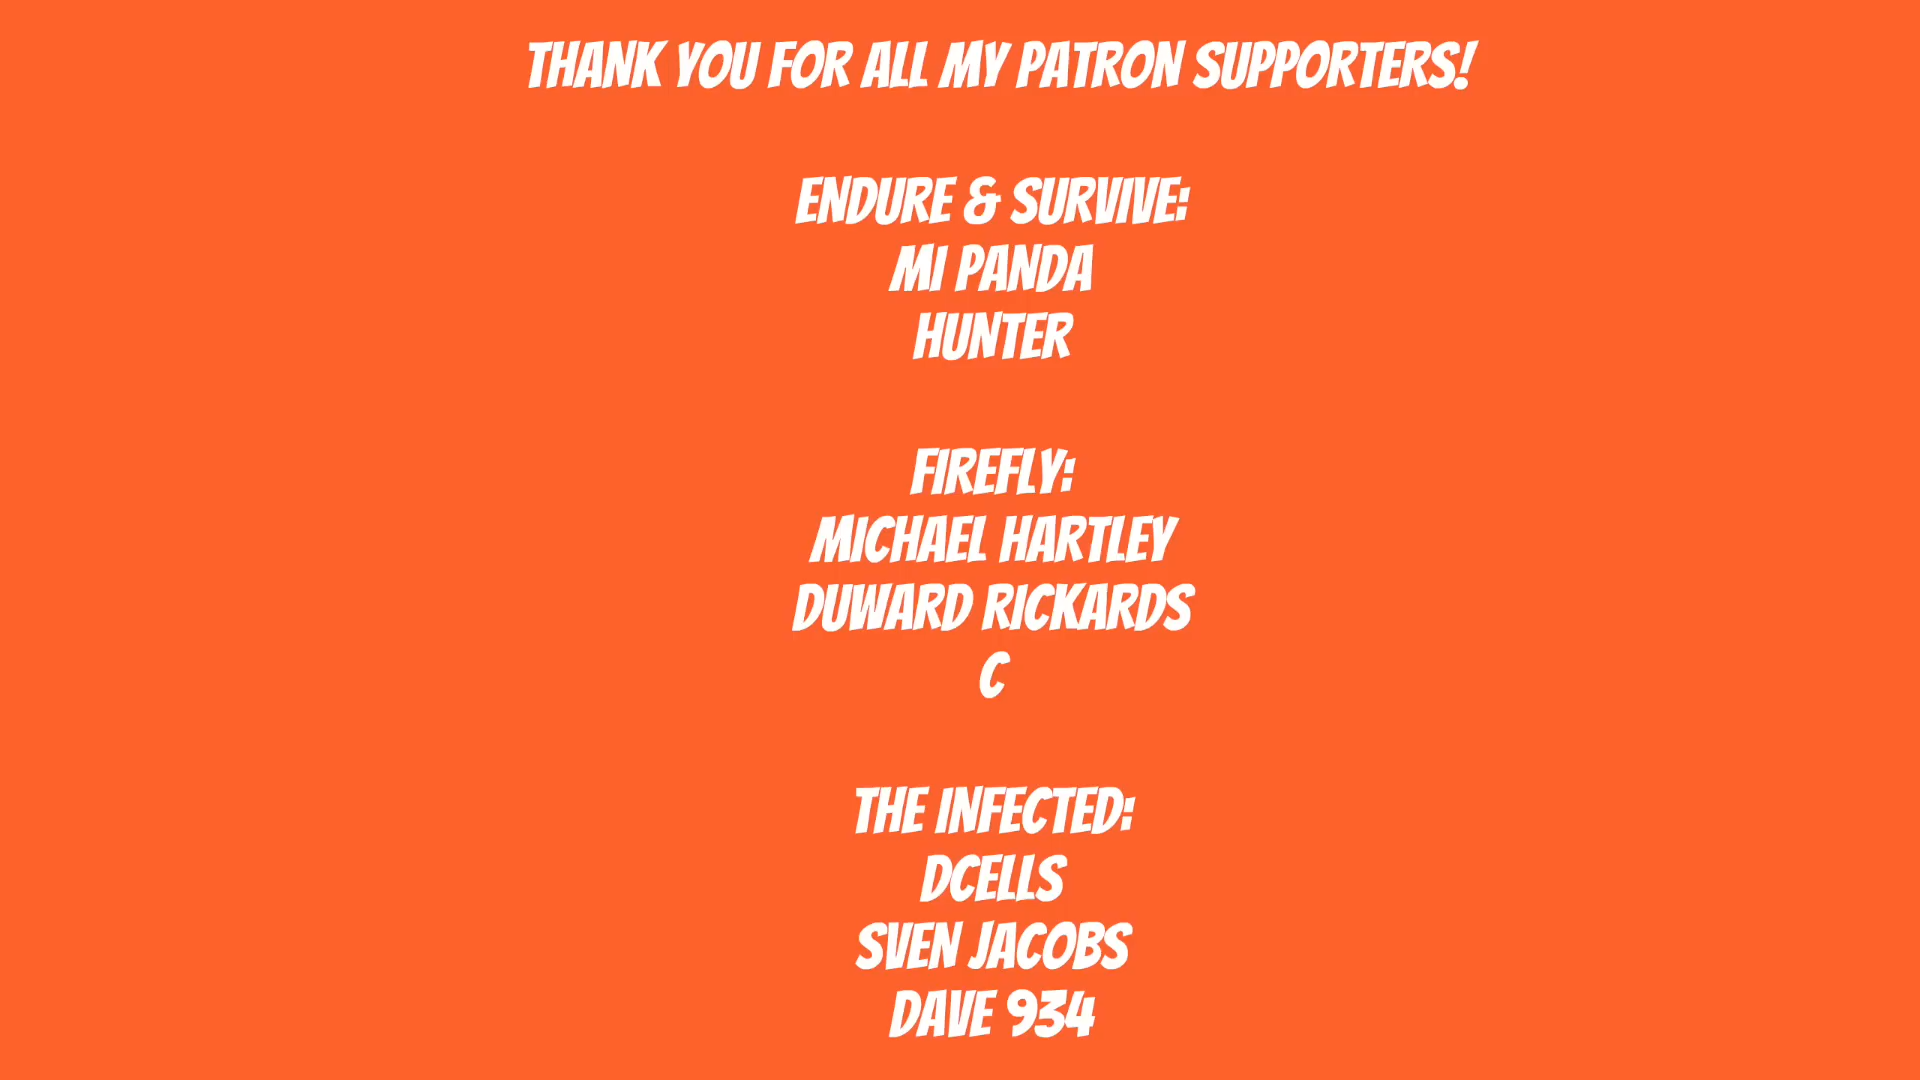 THANK YOU FOR ALL MY PATRON SUPPORTERS!
ENDURE & SURVIVE:
MI PANDA
HUNTER
FIREFLY:
MICHAEL HARTLEY
DUWARD RICKARDS
C
THE INFECTED:
DCELLS
SVEN JACOBS
DAVE 934